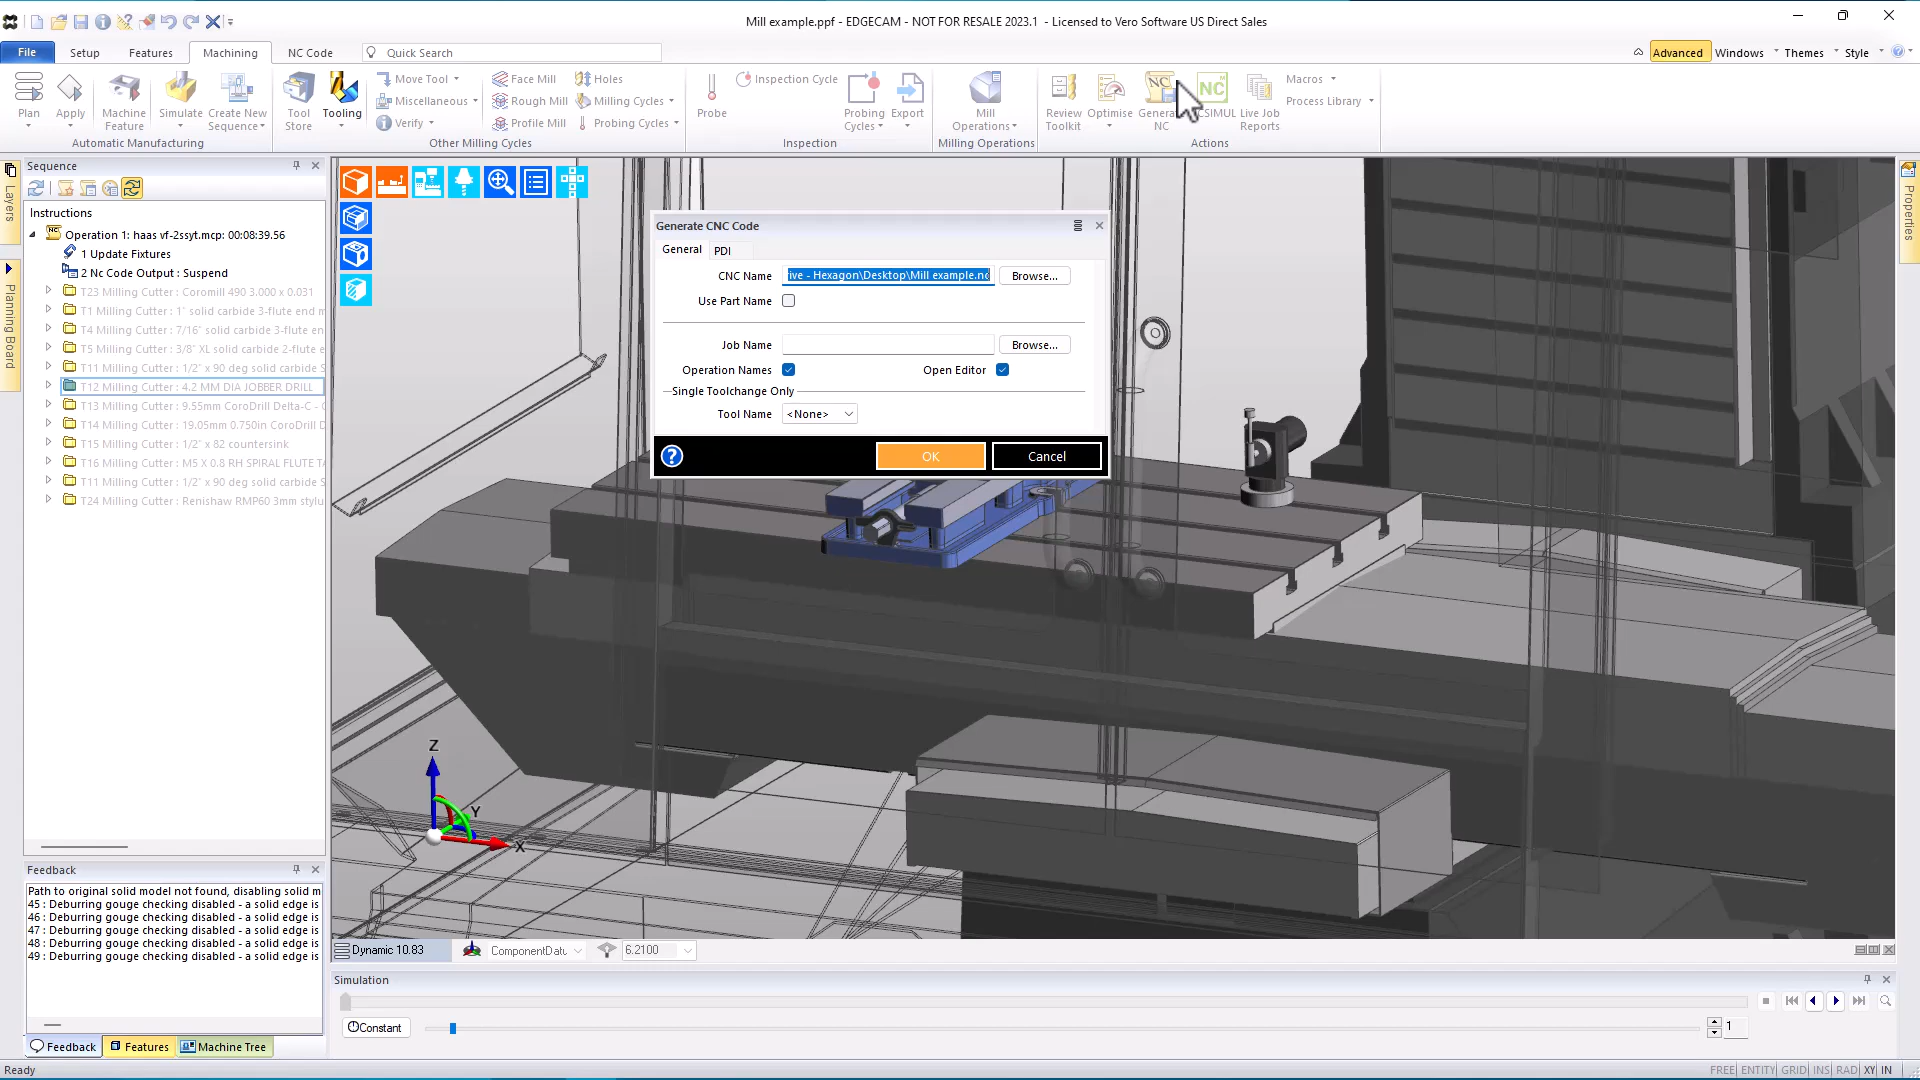 Mill example.ppf - EDGECAM - NOT FOR RESALE 2023.1 - Licensed to Vero Software US Direct Sales
File Setup Features Machining NC Code Quick Search Advanced Windows Themes Style
Plan Apply Machine Feature Simulate Create New Sequence
Automatic Manufacturing
Tool Store Tooling
Move Tool
Miscellaneous
Verify
Face Mill
Rough Mill
Profile Mill
Holes
Milling Cycles
Probing Cycles
Other Milling Cycles
Probe Inspection Cycle Probing Cycles Export
Inspection
Mill Operations
Milling Operations
Review Toolkit Optimise NC NC Live Job Reports
Macros
Process Library
Actions
Layers
Planning Board
Properties
Sequence
Instructions
Operation 1: haas vf-2ssyt.mcp: 00:08:39.56
1 Update Fixtures
2 Nc Code Output : Suspend
T23 Milling Cutter : Coromill 490 3.000 x 0.031
T1 Milling Cutter : 1" solid carbide 3-flute end m
T4 Milling Cutter : 7/16" solid carbide 3-flute en
T5 Milling Cutter : 3/8" XL solid carbide 2-flute e
T11 Milling Cutter : 1/2" x 90 deg solid carbide S
T12 Milling Cutter : 4.2 MM DIA JOBBER DRILL
T13 Milling Cutter : 9.55mm CoroDrill Delta-C - C
T14 Milling Cutter : 19.05mm 0.750in CoroDrill D
T15 Milling Cutter : 1/2" x 82 countersink
T16 Milling Cutter : M5 X 0.8 RH SPIRAL FLUTE TA
T11 Milling Cutter : 1/2" x 90 deg solid carbide S
T24 Milling Cutter : Renishaw RMP60 3mm stylu
Generate CNC Code
General PDI
CNC Name ive - Hexagon\Desktop\Mill example.nc Browse...
Use Part Name
Job Name Browse...
Operation Names Open Editor
Single Toolchange Only
Tool Name <None>
OK Cancel
Z
Y
X
Feedback
Path to original solid model not found, disabling solid m
45 : Deburring gouge checking disabled - a solid edge is
46 : Deburring gouge checking disabled - a solid edge is
47 : Deburring gouge checking disabled - a solid edge is
48 : Deburring gouge checking disabled - a solid edge is
49 : Deburring gouge checking disabled - a solid edge is
Dynamic 10.83 ComponentDatu 6.2100
Simulation
Constant 1
Feedback Features Machine Tree
Ready FREE ENTITY GRID INS RAD XY IN